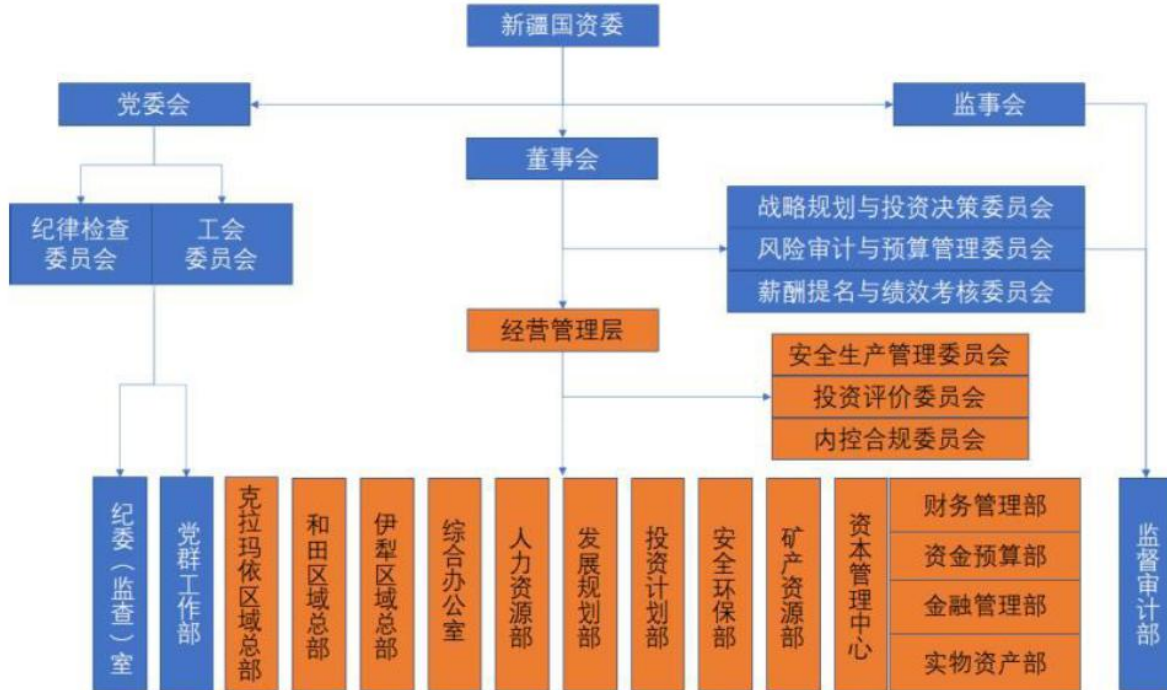 新疆国资委
党委会
监事会
董事会
纪律检查
委员会
工会
委员会
战略规划与投资决策委员会
风险审计与预算管理委员会
薪酬提名与绩效考核委员会
经营管理层
安全生产管理委员会
投资评价委员会
内控合规委员会
纪委（监查）室
党群工作部
克拉玛依区域总部
和田区域总部
伊犁区域总部
综合办公室
人力资源部
发展规划部
投资计划部
安全环保部
矿产资源部
资本管理中心
财务管理部
资金预算部
金融管理部
实物资产部
监督审计部